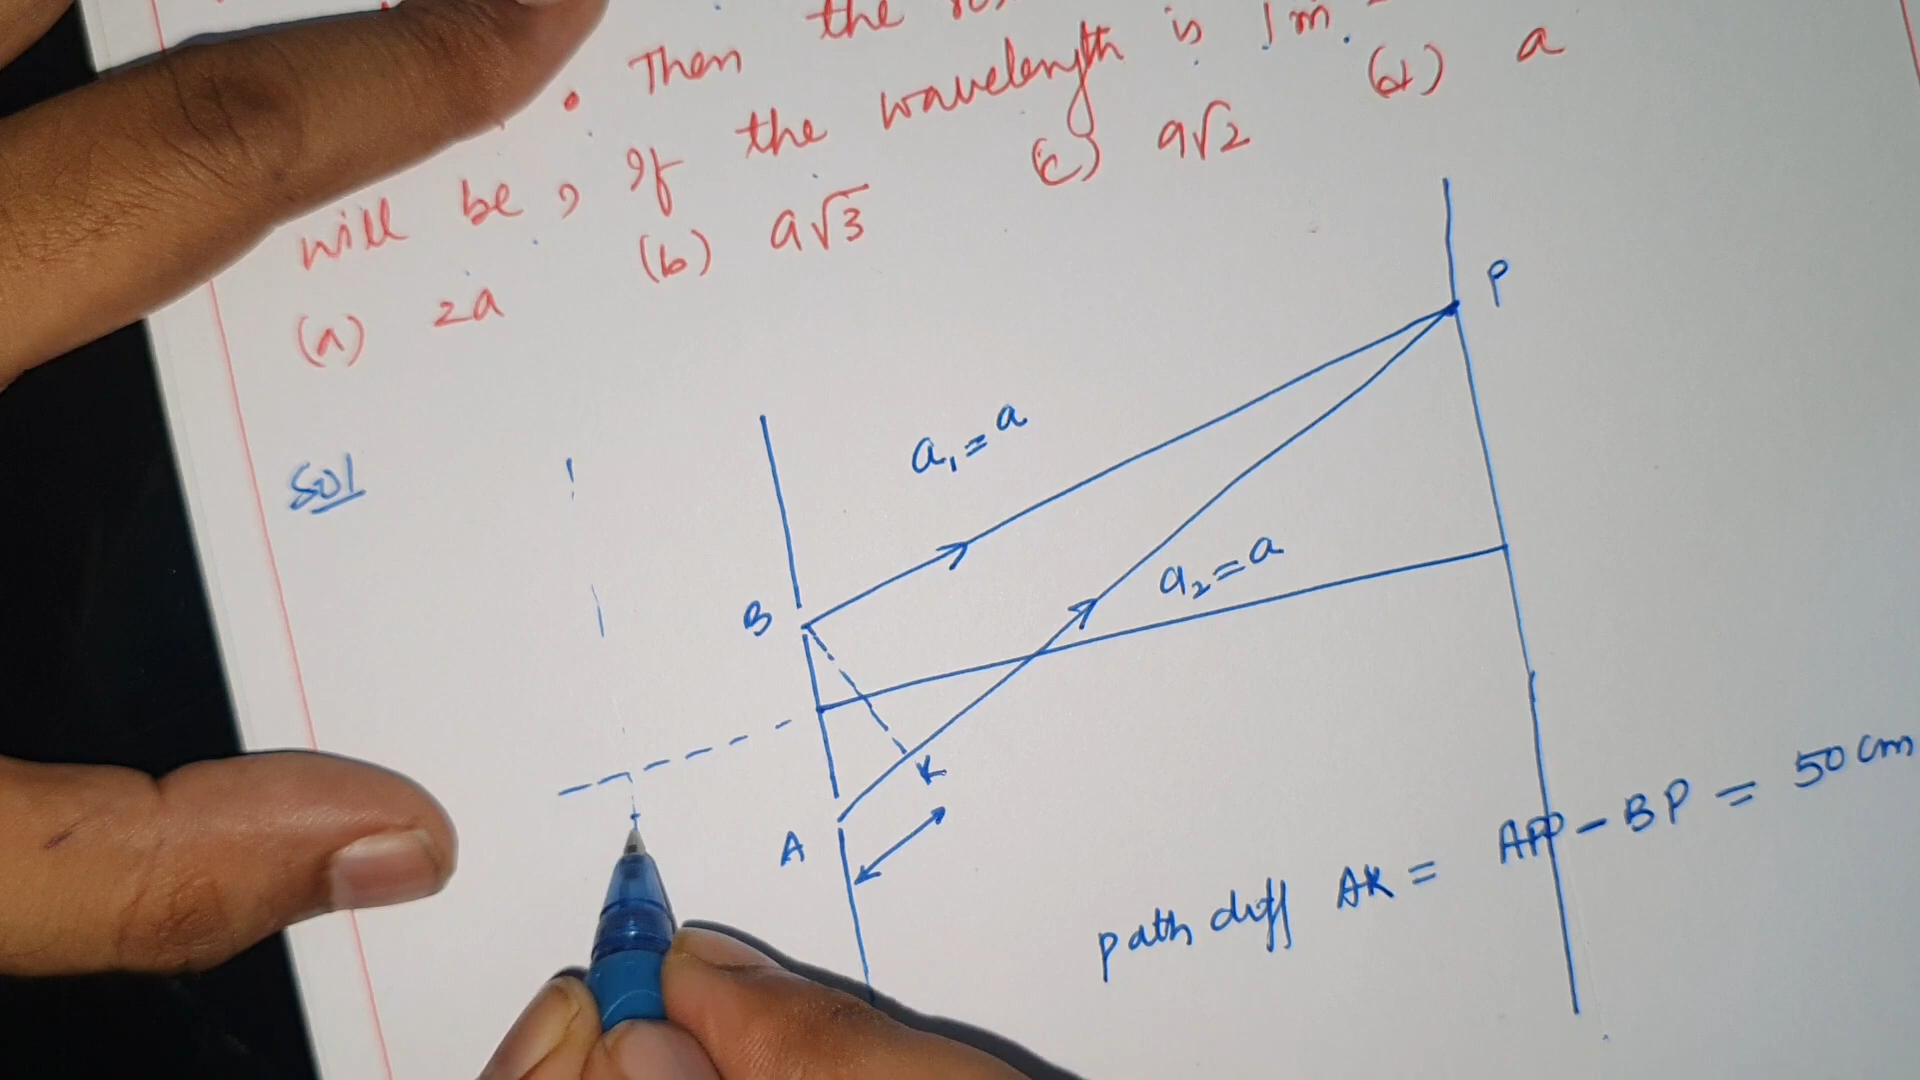 . Then the
will be, if the wavelength is 1m.
(a) 2a (b) a√3 (c) a√2 (d) a
Sol
P
a₁ = a
a₂ = a
B
K
A
path diff AK = AP - BP = 50 cm